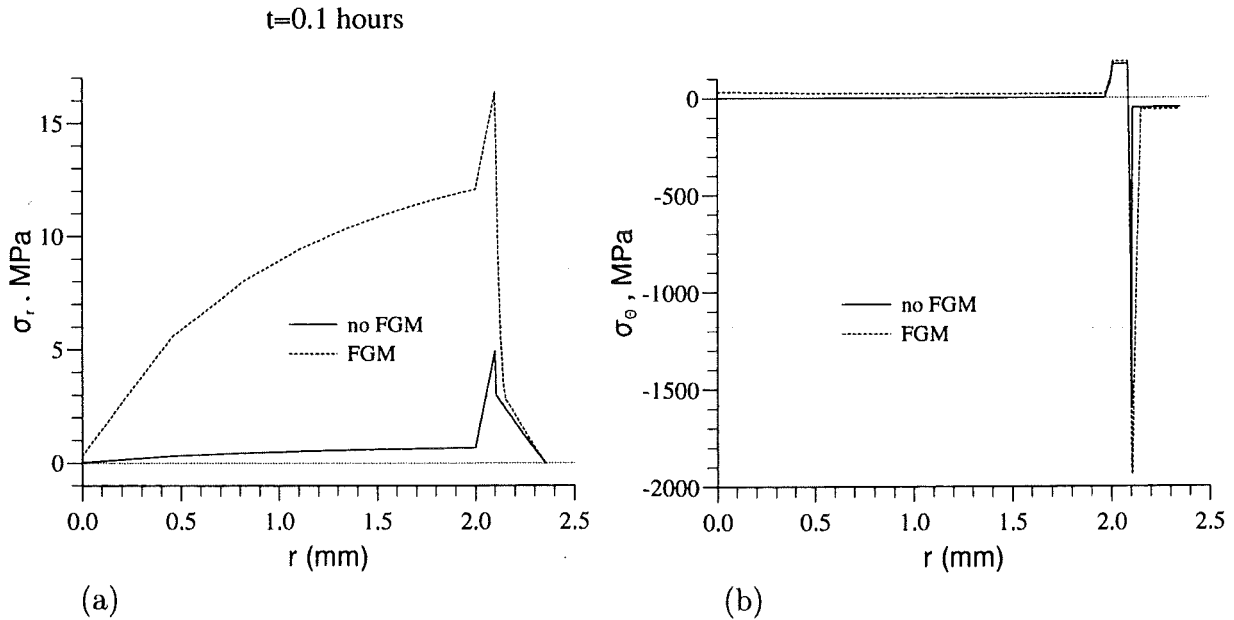 t=0.1 hours
15
10
5
0
0.0 0.5 1.0 1.5 2.0 2.5
σr . MPa
r (mm)
no FGM
FGM
(a)
0
-500
-1000
-1500
-2000
0.0 0.5 1.0 1.5 2.0 2.5
σθ , MPa
r (mm)
no FGM
FGM
(b)